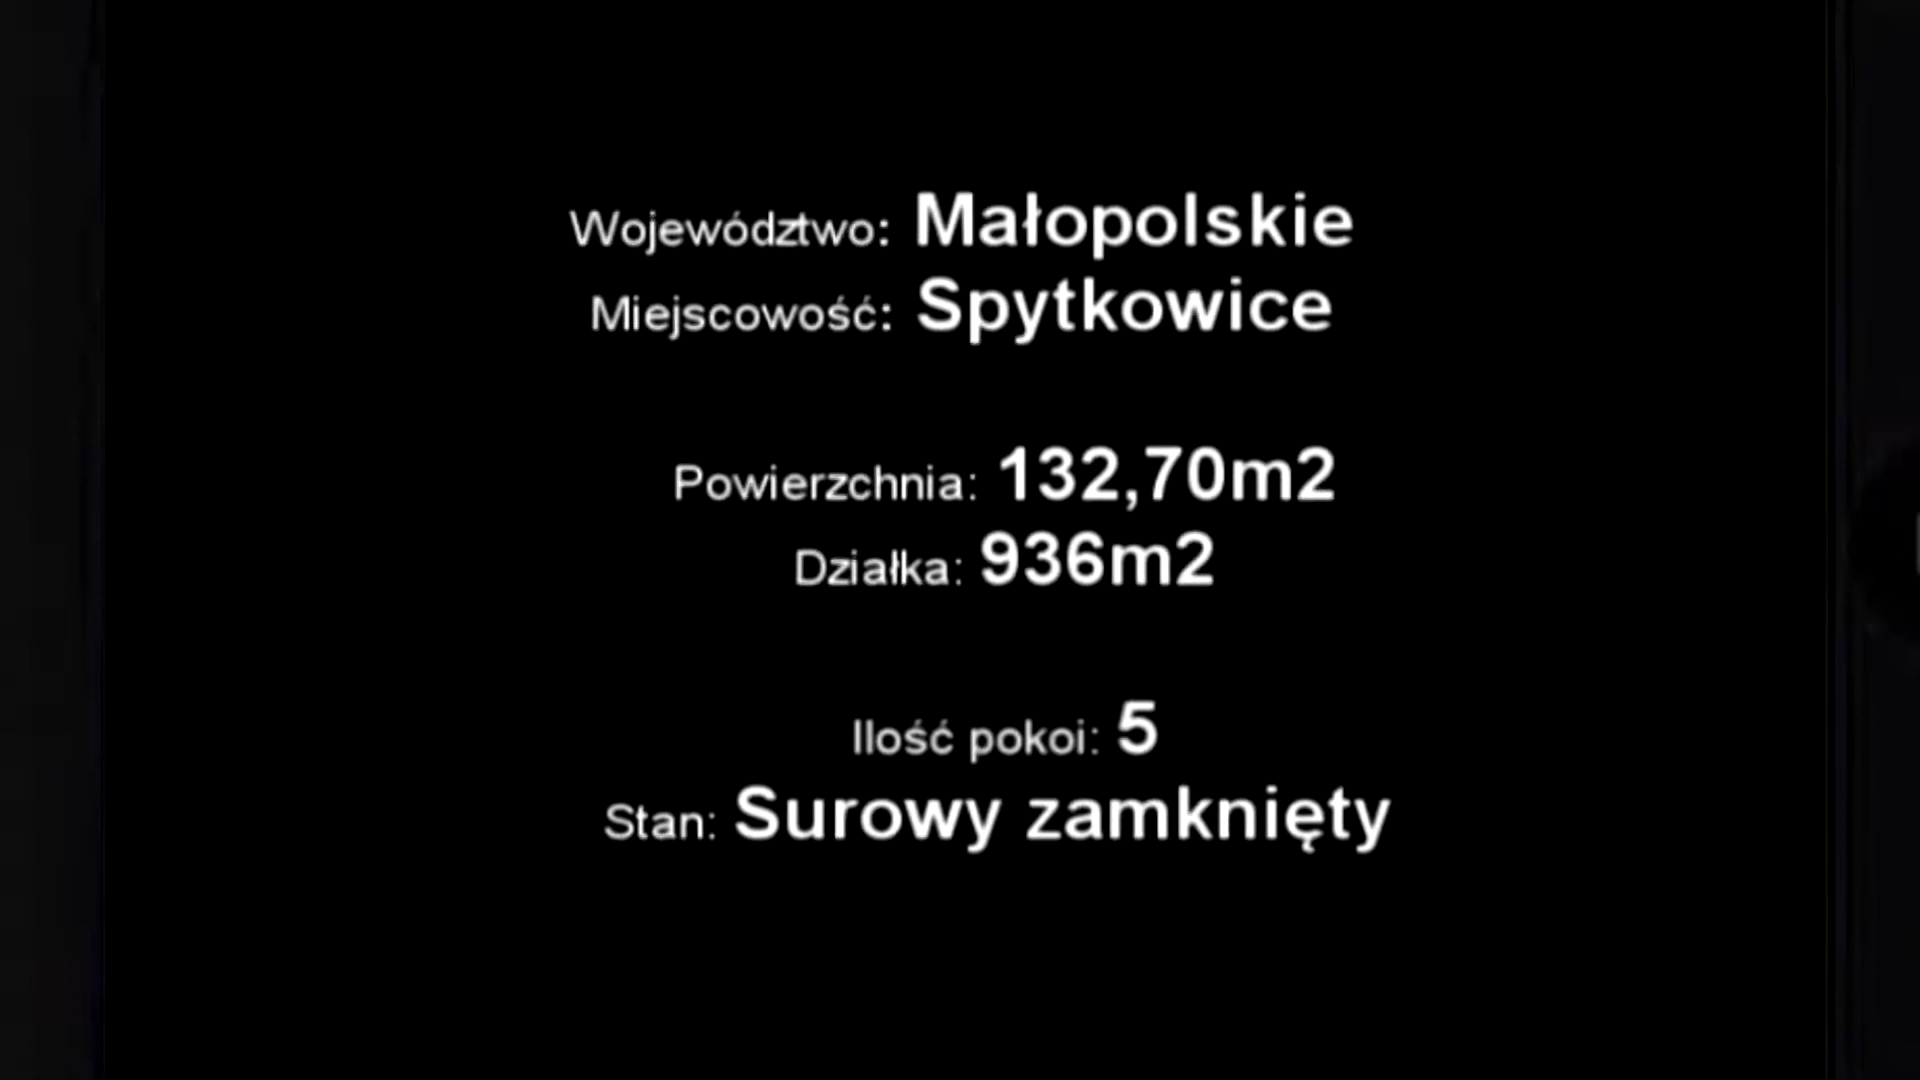 Województwo: Małopolskie
Miejscowość: Spytkowice
Powierzchnia: 132,70m2
Działka: 936m2
Ilość pokoi: 5
Stan: Surowy zamknięty